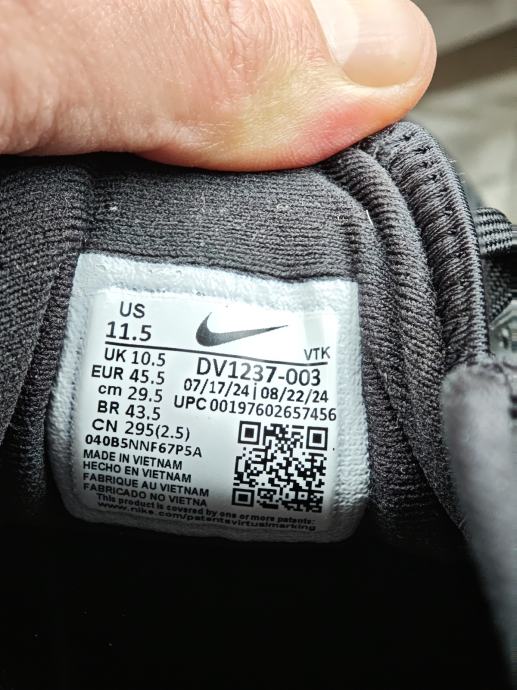 US
11.5
VTK
UK 10.5
EUR 45.5
cm 29.5
BR 43.5
CN 295(2.5)
DV1237-003
07/17/24|08/22/24
UPC 00197602657456
040B5NNF67P5A
MADE IN VIETNAM
HECHO EN VIETNAM
FABRIQUE AU VIETNAM
FABRICADO NO VIETNA
This product is covered by one or more patents:
www.nike.com/patentsvirtualmarking